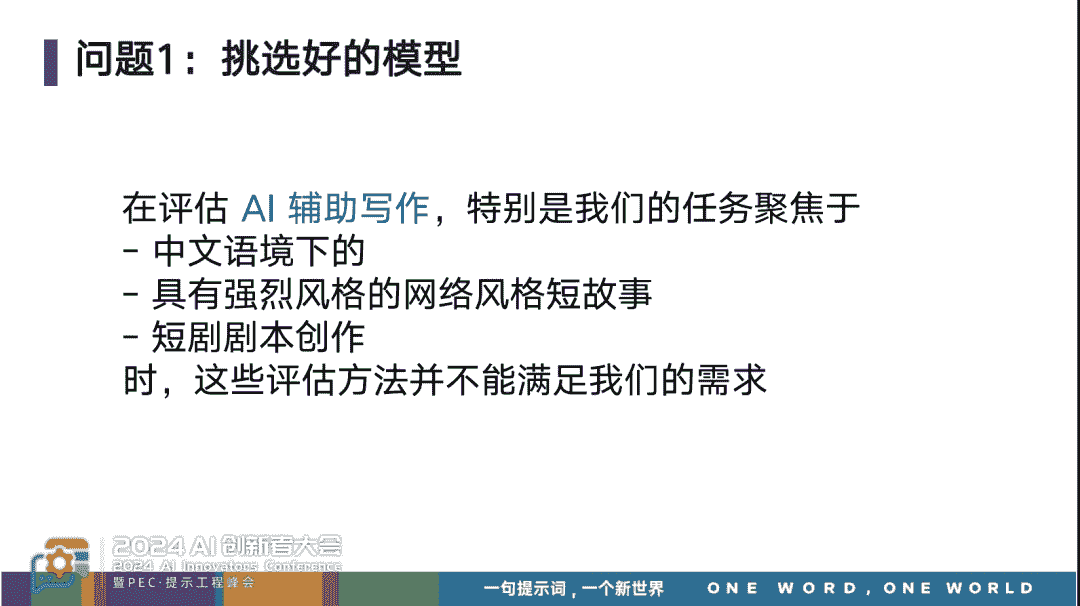 问题1：挑选好的模型
在评估 AI 辅助写作，特别是我们的任务聚焦于
– 中文语境下的
– 具有强烈风格的网络风格短故事
– 短剧剧本创作
时，这些评估方法并不能满足我们的需求
2024 AI 创新者大会
2024 AI Innovators Conference
暨PEC·提示工程峰会
一句提示词，一个新世界
ONE WORD, ONE WORLD